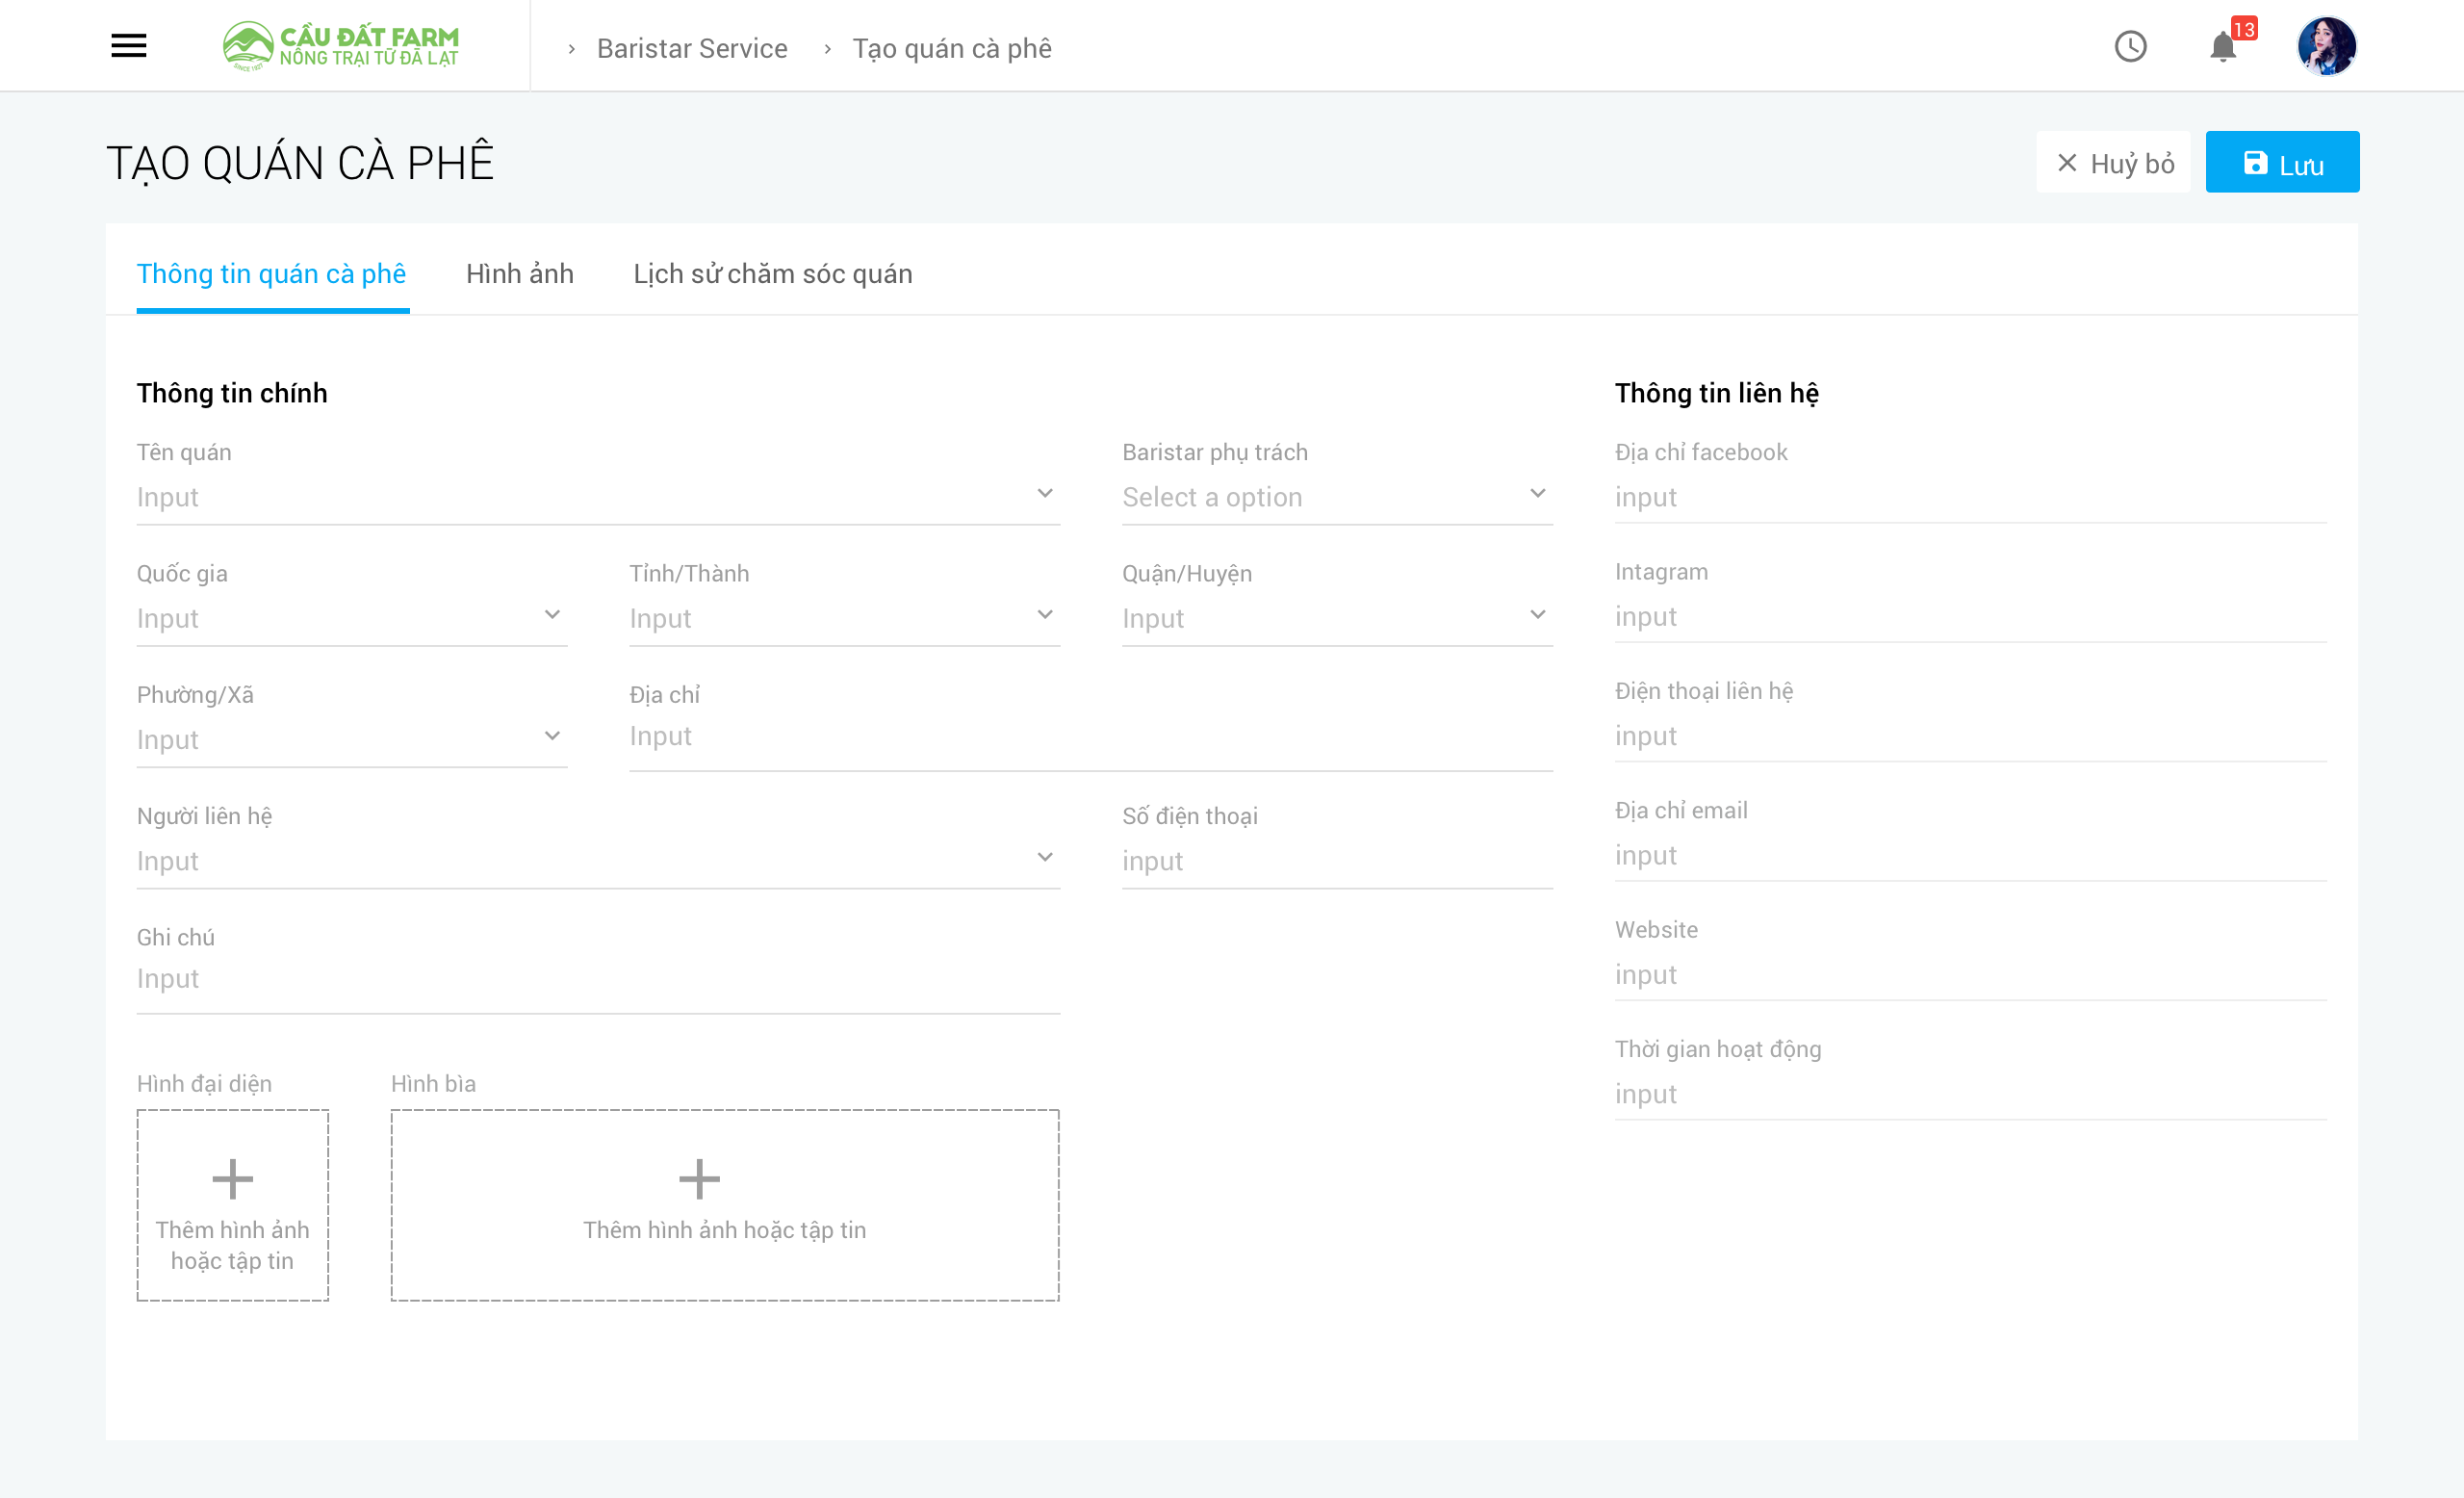 CẦU ĐẤT FARM
NÔNG TRẠI TỪ ĐÀ LẠT
SINCE 1927
› Baristar Service › Tạo quán cà phê
13
TẠO QUÁN CÀ PHÊ
Huỷ bỏ
Lưu
Thông tin quán cà phê
Hình ảnh
Lịch sử chăm sóc quán
Thông tin chính
Tên quán
Input
Baristar phụ trách
Select a option
Quốc gia
Input
Tỉnh/Thành
Input
Quận/Huyện
Input
Phường/Xã
Input
Địa chỉ
Input
Người liên hệ
Input
Số điện thoại
input
Ghi chú
Input
Hình đại diện
Thêm hình ảnh
hoặc tập tin
Hình bìa
Thêm hình ảnh hoặc tập tin
Thông tin liên hệ
Địa chỉ facebook
input
Intagram
input
Điện thoại liên hệ
input
Địa chỉ email
input
Website
input
Thời gian hoạt động
input